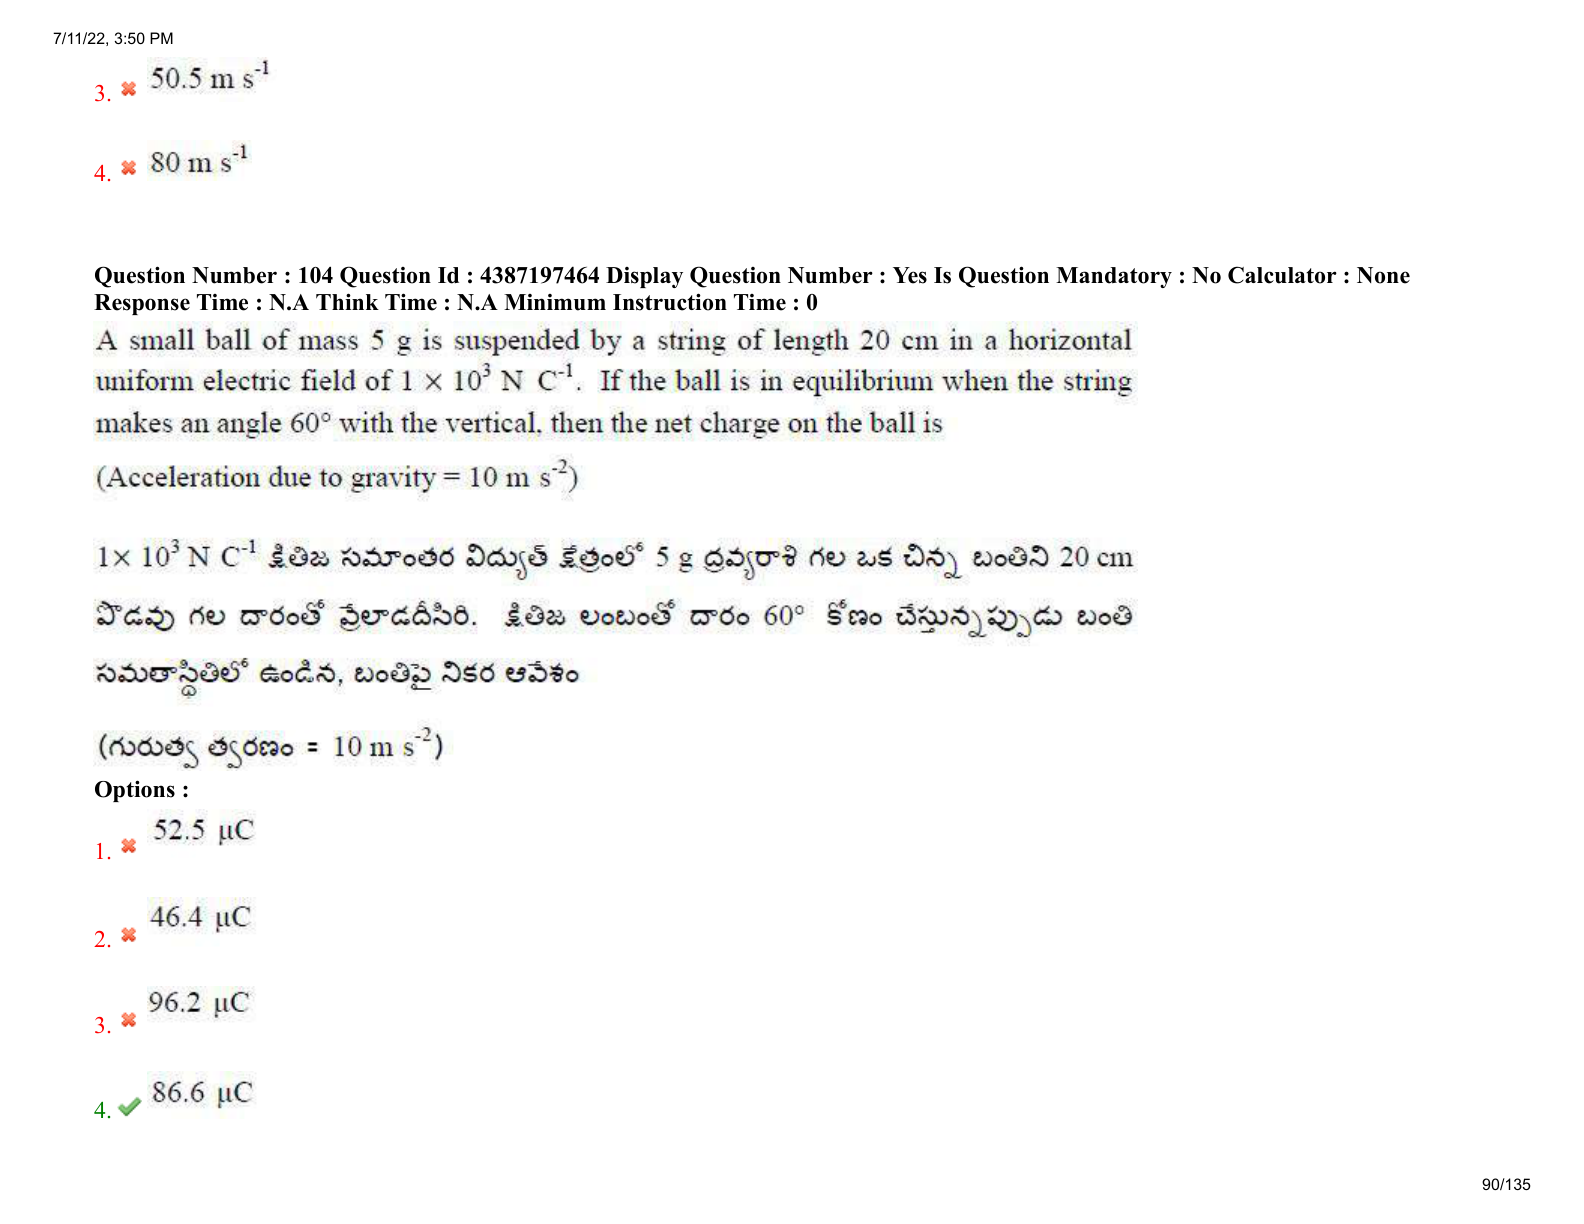 7/11/22, 3:50 PM
3. 50.5 m s⁻¹
4. 80 m s⁻¹
Question Number : 104 Question Id : 4387197464 Display Question Number : Yes Is Question Mandatory : No Calculator : None
Response Time : N.A Think Time : N.A Minimum Instruction Time : 0
A small ball of mass 5 g is suspended by a string of length 20 cm in a horizontal
uniform electric field of 1 × 10³ N C⁻¹. If the ball is in equilibrium when the string
makes an angle 60° with the vertical, then the net charge on the ball is
(Acceleration due to gravity = 10 m s⁻²)
1× 10³ N C⁻¹ క్షితిజ సమాంతర విద్యుత్ క్షేత్రంలో 5 g ద్రవ్యరాశి గల ఒక చిన్న బంతిని 20 cm
పొడవు గల దారంతో వ్రేలాడదీసిరి. క్షితిజ లంబంతో దారం 60° కోణం చేస్తున్నప్పుడు బంతి
సమతాస్థితిలో ఉండిన, బంతిపై నికర ఆవేశం
(గురుత్వ త్వరణం = 10 m s⁻²)
Options :
1. 52.5 μC
2. 46.4 μC
3. 96.2 μC
4. 86.6 μC
90/135